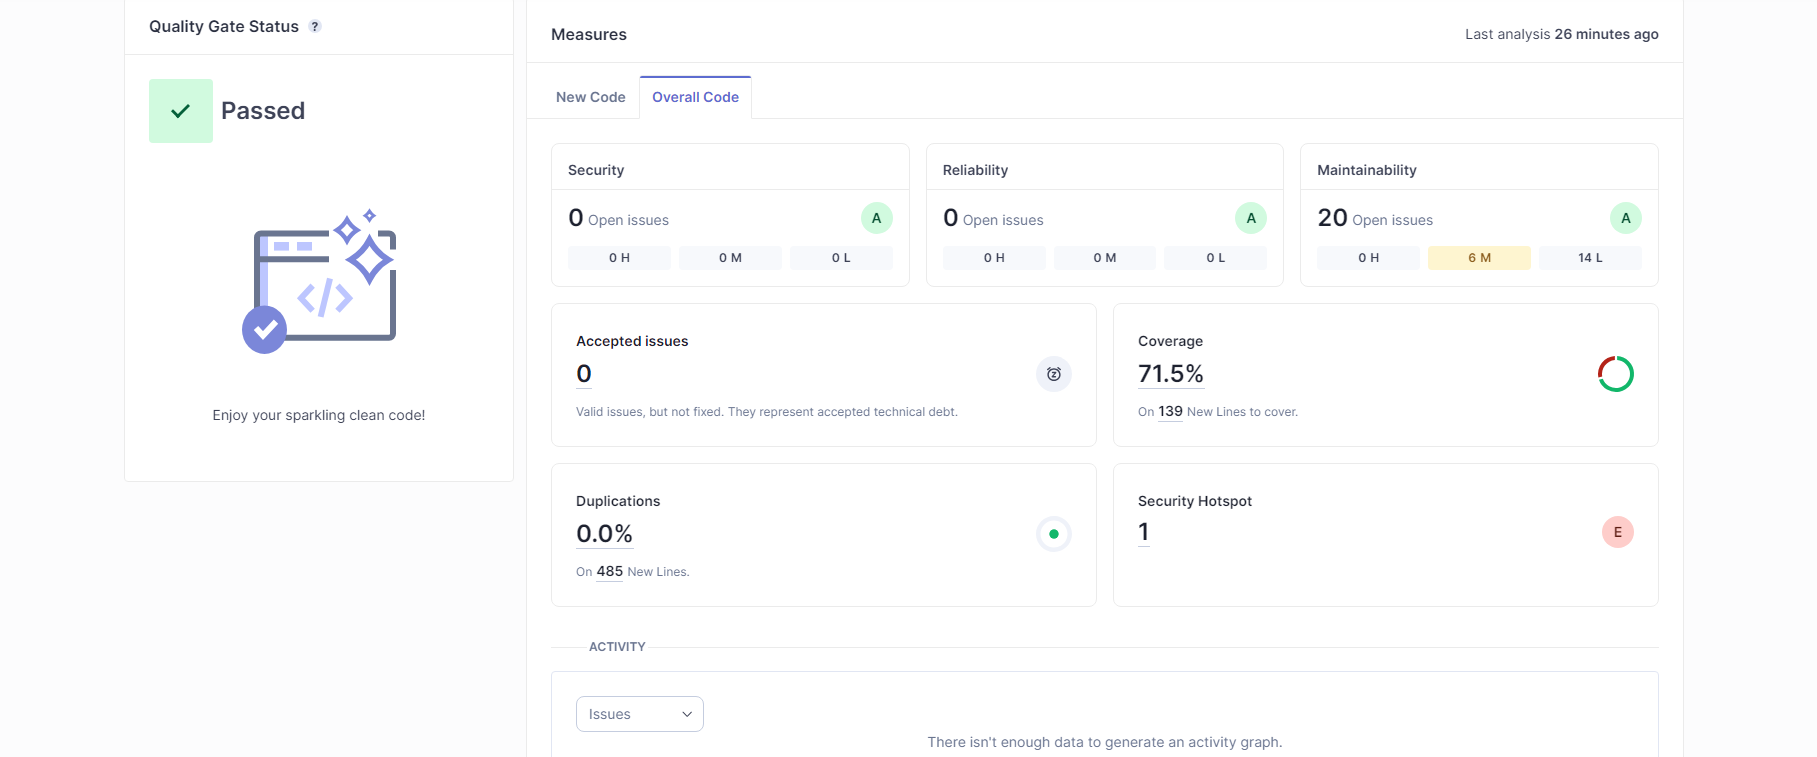 Quality Gate Status ?
Passed
Enjoy your sparkling clean code!
Measures
Last analysis 26 minutes ago
New Code
Overall Code
Security
0 Open issues
A
0 H
0 M
0 L
Reliability
0 Open issues
A
0 H
0 M
0 L
Maintainability
20 Open issues
A
0 H
6 M
14 L
Accepted issues
0
Valid issues, but not fixed. They represent accepted technical debt.
Coverage
71.5%
On 139 New Lines to cover.
Duplications
0.0%
On 485 New Lines.
Security Hotspot
1
E
ACTIVITY
Issues
There isn't enough data to generate an activity graph.